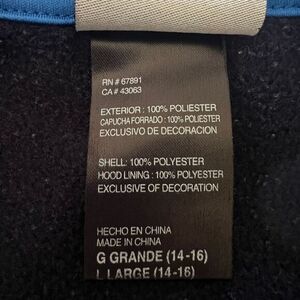 RN # 67891
CA # 43063
EXTERIOR : 100% POLIESTER
CAPUCHA FORRADO : 100% POLIESTER
EXCLUSIVO DE DECORACION
SHELL: 100% POLYESTER
HOOD LINING : 100% POLYESTER
EXCLUSIVE OF DECORATION
HECHO EN CHINA
MADE IN CHINA
G GRANDE (14-16)
L LARGE (14-16)